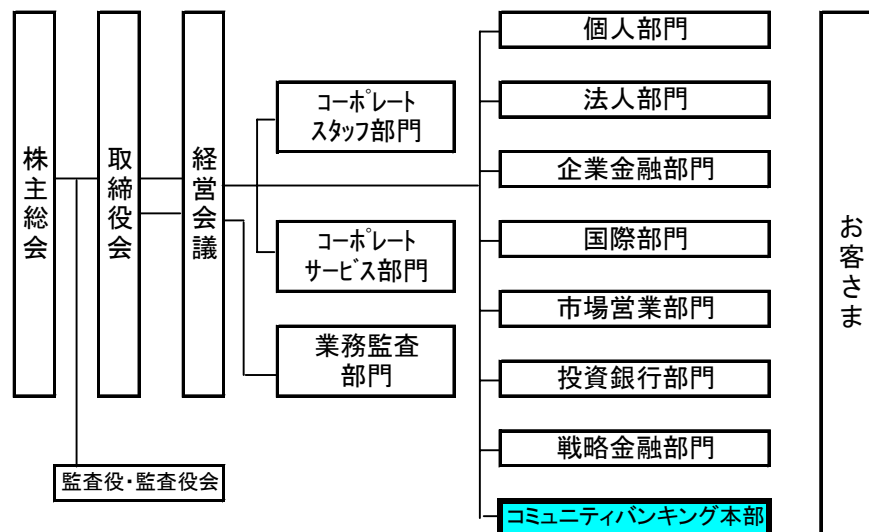 株主総会
取締役会
経営会議
監査役・監査役会
コーポレート
スタッフ部門
コーポレート
サービス部門
業務監査
部門
個人部門
法人部門
企業金融部門
国際部門
市場営業部門
投資銀行部門
戦略金融部門
コミュニティバンキング本部
お客さま